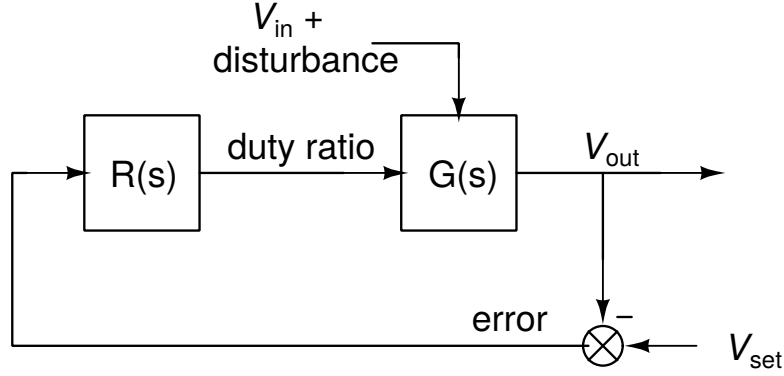 V_in +
disturbance
R(s)
duty ratio
G(s)
V_out
error
−
V_set